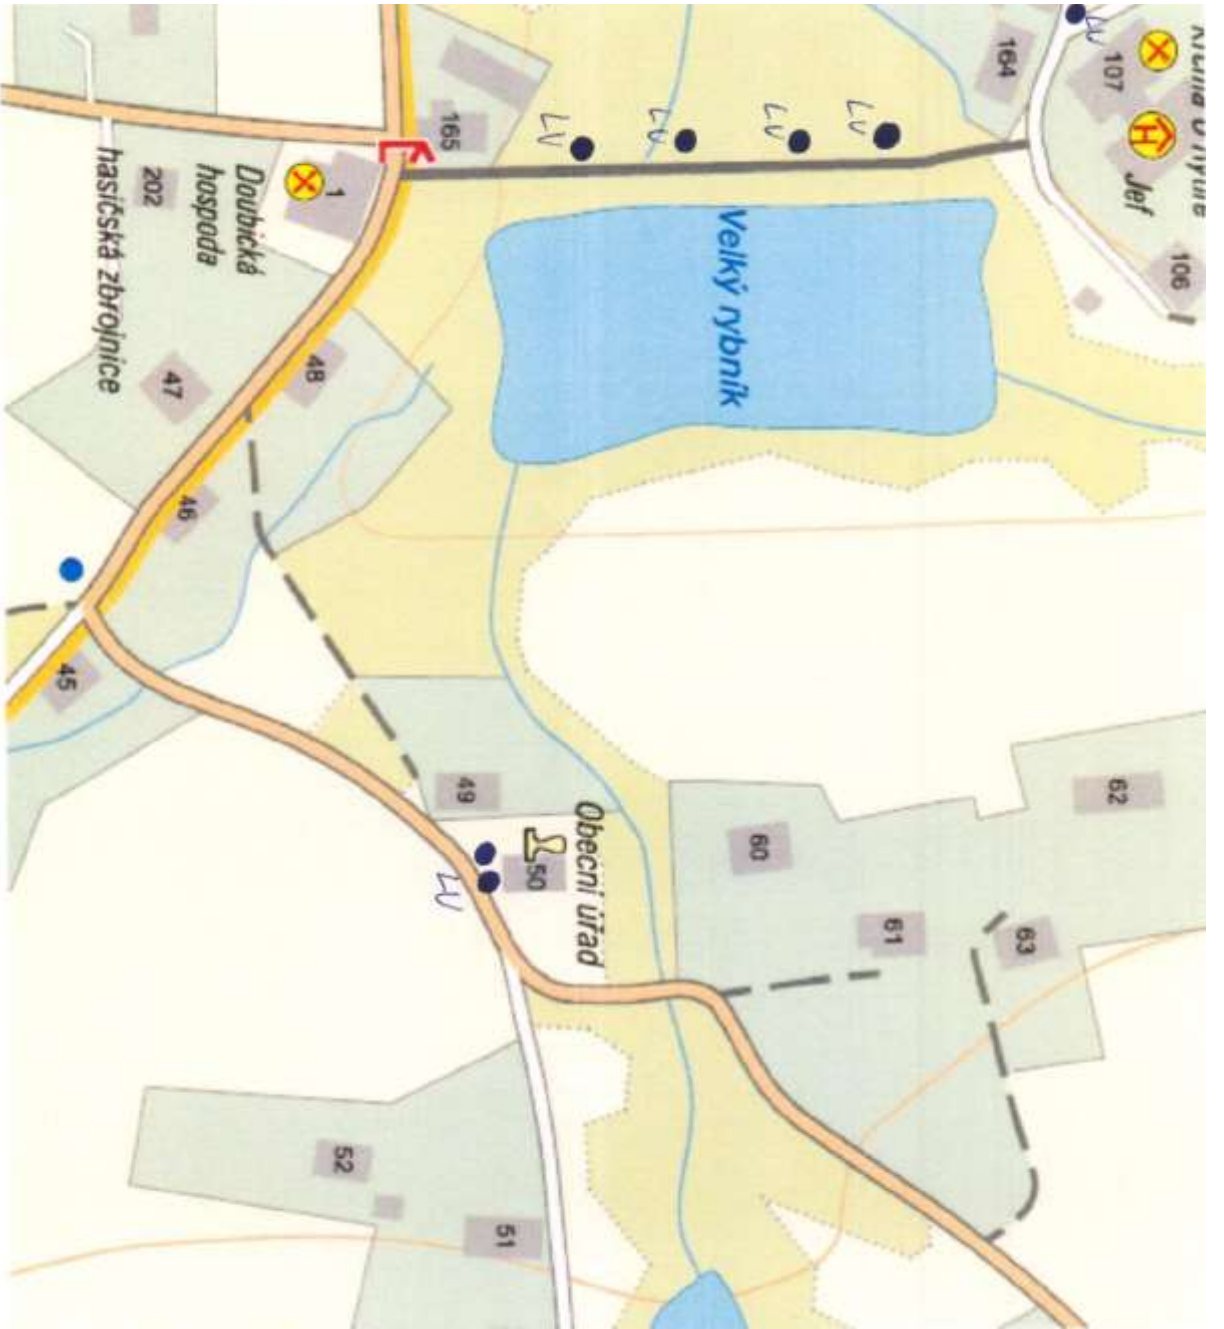 LV
107
H
Jef
106
164
165
LV
LV
LV
LV
1
Doubická
hospoda
202
hasičská zbrojnice
Velký rybník
48
47
46
45
49
50
Obecní úřad
LV
60
61
62
63
52
51